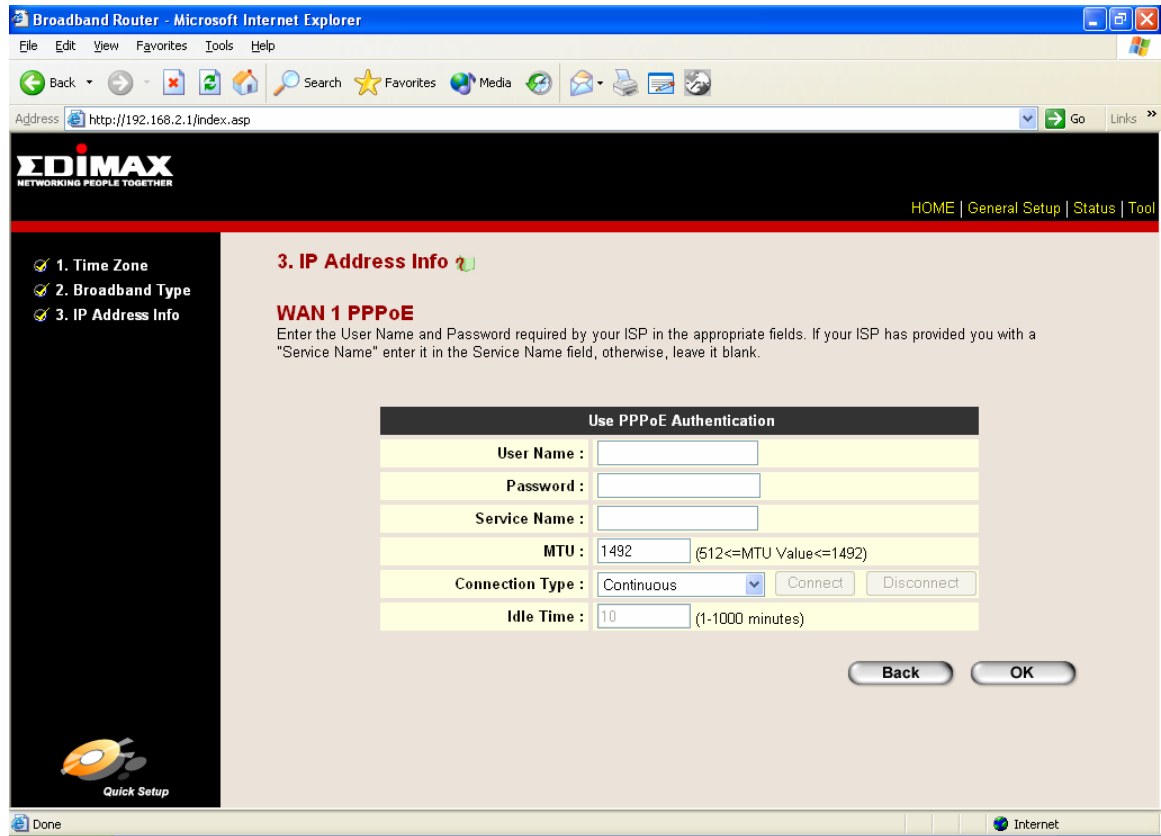 Broadband Router - Microsoft Internet Explorer
File Edit View Favorites Tools Help
Back Search Favorites Media
Address http://192.168.2.1/index.asp Go Links »
EDIMAX
NETWORKING PEOPLE TOGETHER
HOME | General Setup | Status | Tool
1. Time Zone
2. Broadband Type
3. IP Address Info
3. IP Address Info
WAN 1 PPPoE
Enter the User Name and Password required by your ISP in the appropriate fields. If your ISP has provided you with a
"Service Name" enter it in the Service Name field, otherwise, leave it blank.
Use PPPoE Authentication
User Name :
Password :
Service Name :
MTU : 1492 (512<=MTU Value<=1492)
Connection Type : Continuous Connect Disconnect
Idle Time : 10 (1-1000 minutes)
Back OK
Quick Setup
Done Internet